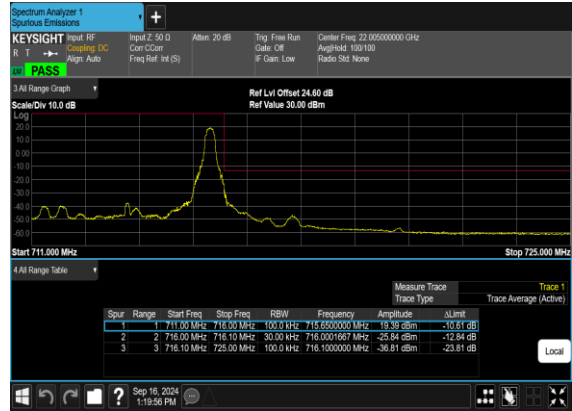 Spectrum Analyzer 1
Spurious Emissions
KEYSIGHT Input: RF Input Z: 50 Ω Atten: 20 dB Trig: Free Run Center Freq: 22.005000000 GHz
R T Coupling: DC Corr CCorr Gate: Off Avg|Hold: 100/100
Align: Auto Freq Ref: Int (S) IF Gain: Low Radio Std: None
PASS
3 All Range Graph Ref Lvl Offset 24.60 dB
Scale/Div 10.0 dB Ref Value 30.00 dBm
Log
20.0
10.0
0.00
-10.0
-20.0
-30.0
-40.0
-50.0
-60.0
Start 711.000 MHz Stop 725.000 MHz
4 All Range Table
Measure Trace Trace 1
Trace Type Trace Average (Active)
Spur Range Start Freq Stop Freq RBW Frequency Amplitude ΔLimit
1 1 711.00 MHz 716.00 MHz 100.0 kHz 715.6500000 MHz 19.39 dBm -10.61 dB
2 2 716.00 MHz 716.10 MHz 30.00 kHz 716.0001667 MHz -25.84 dBm -12.84 dB
3 3 716.10 MHz 725.00 MHz 100.0 kHz 716.1000000 MHz -36.81 dBm -23.81 dB
Local
Sep 16, 2024
1:19:56 PM